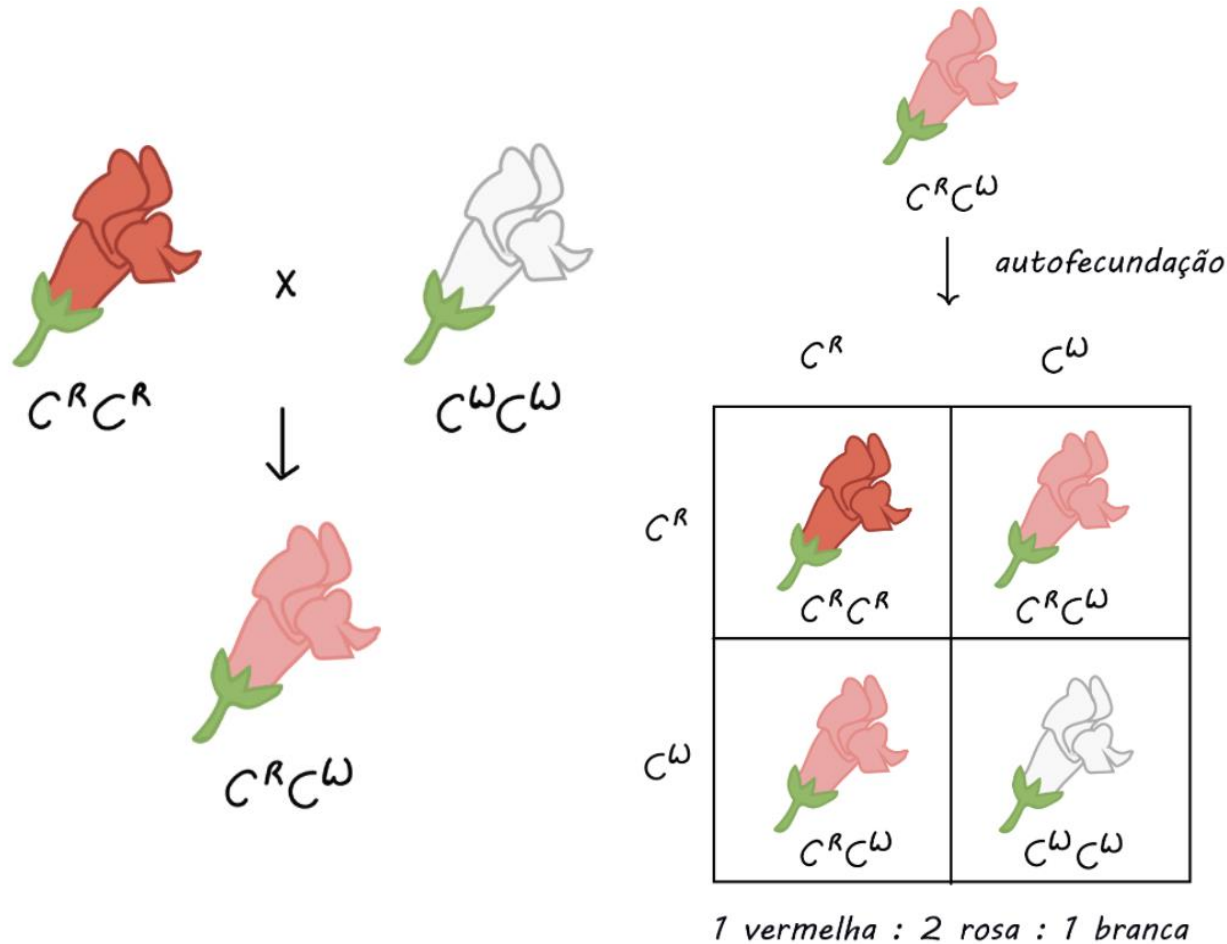 x
CᴿCᴿ
CᵂCᵂ
CᴿCᵂ
CᴿCᵂ
autofecundação
Cᴿ Cᵂ
Cᴿ
CᴿCᴿ CᴿCᵂ
Cᵂ
CᴿCᵂ CᵂCᵂ
1 vermelha : 2 rosa : 1 branca